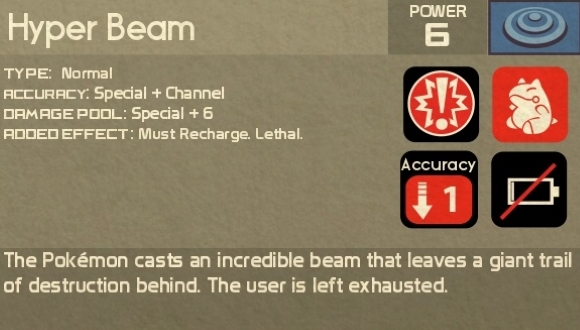 Hyper Beam
POWER
6
TYPE: Normal
ACCURACY: Special + Channel
DAMAGE POOL: Special + 6
ADDED EFFECT: Must Recharge. Lethal.
Accuracy
1
The Pokémon casts an incredible beam that leaves a giant trail
of destruction behind. The user is left exhausted.